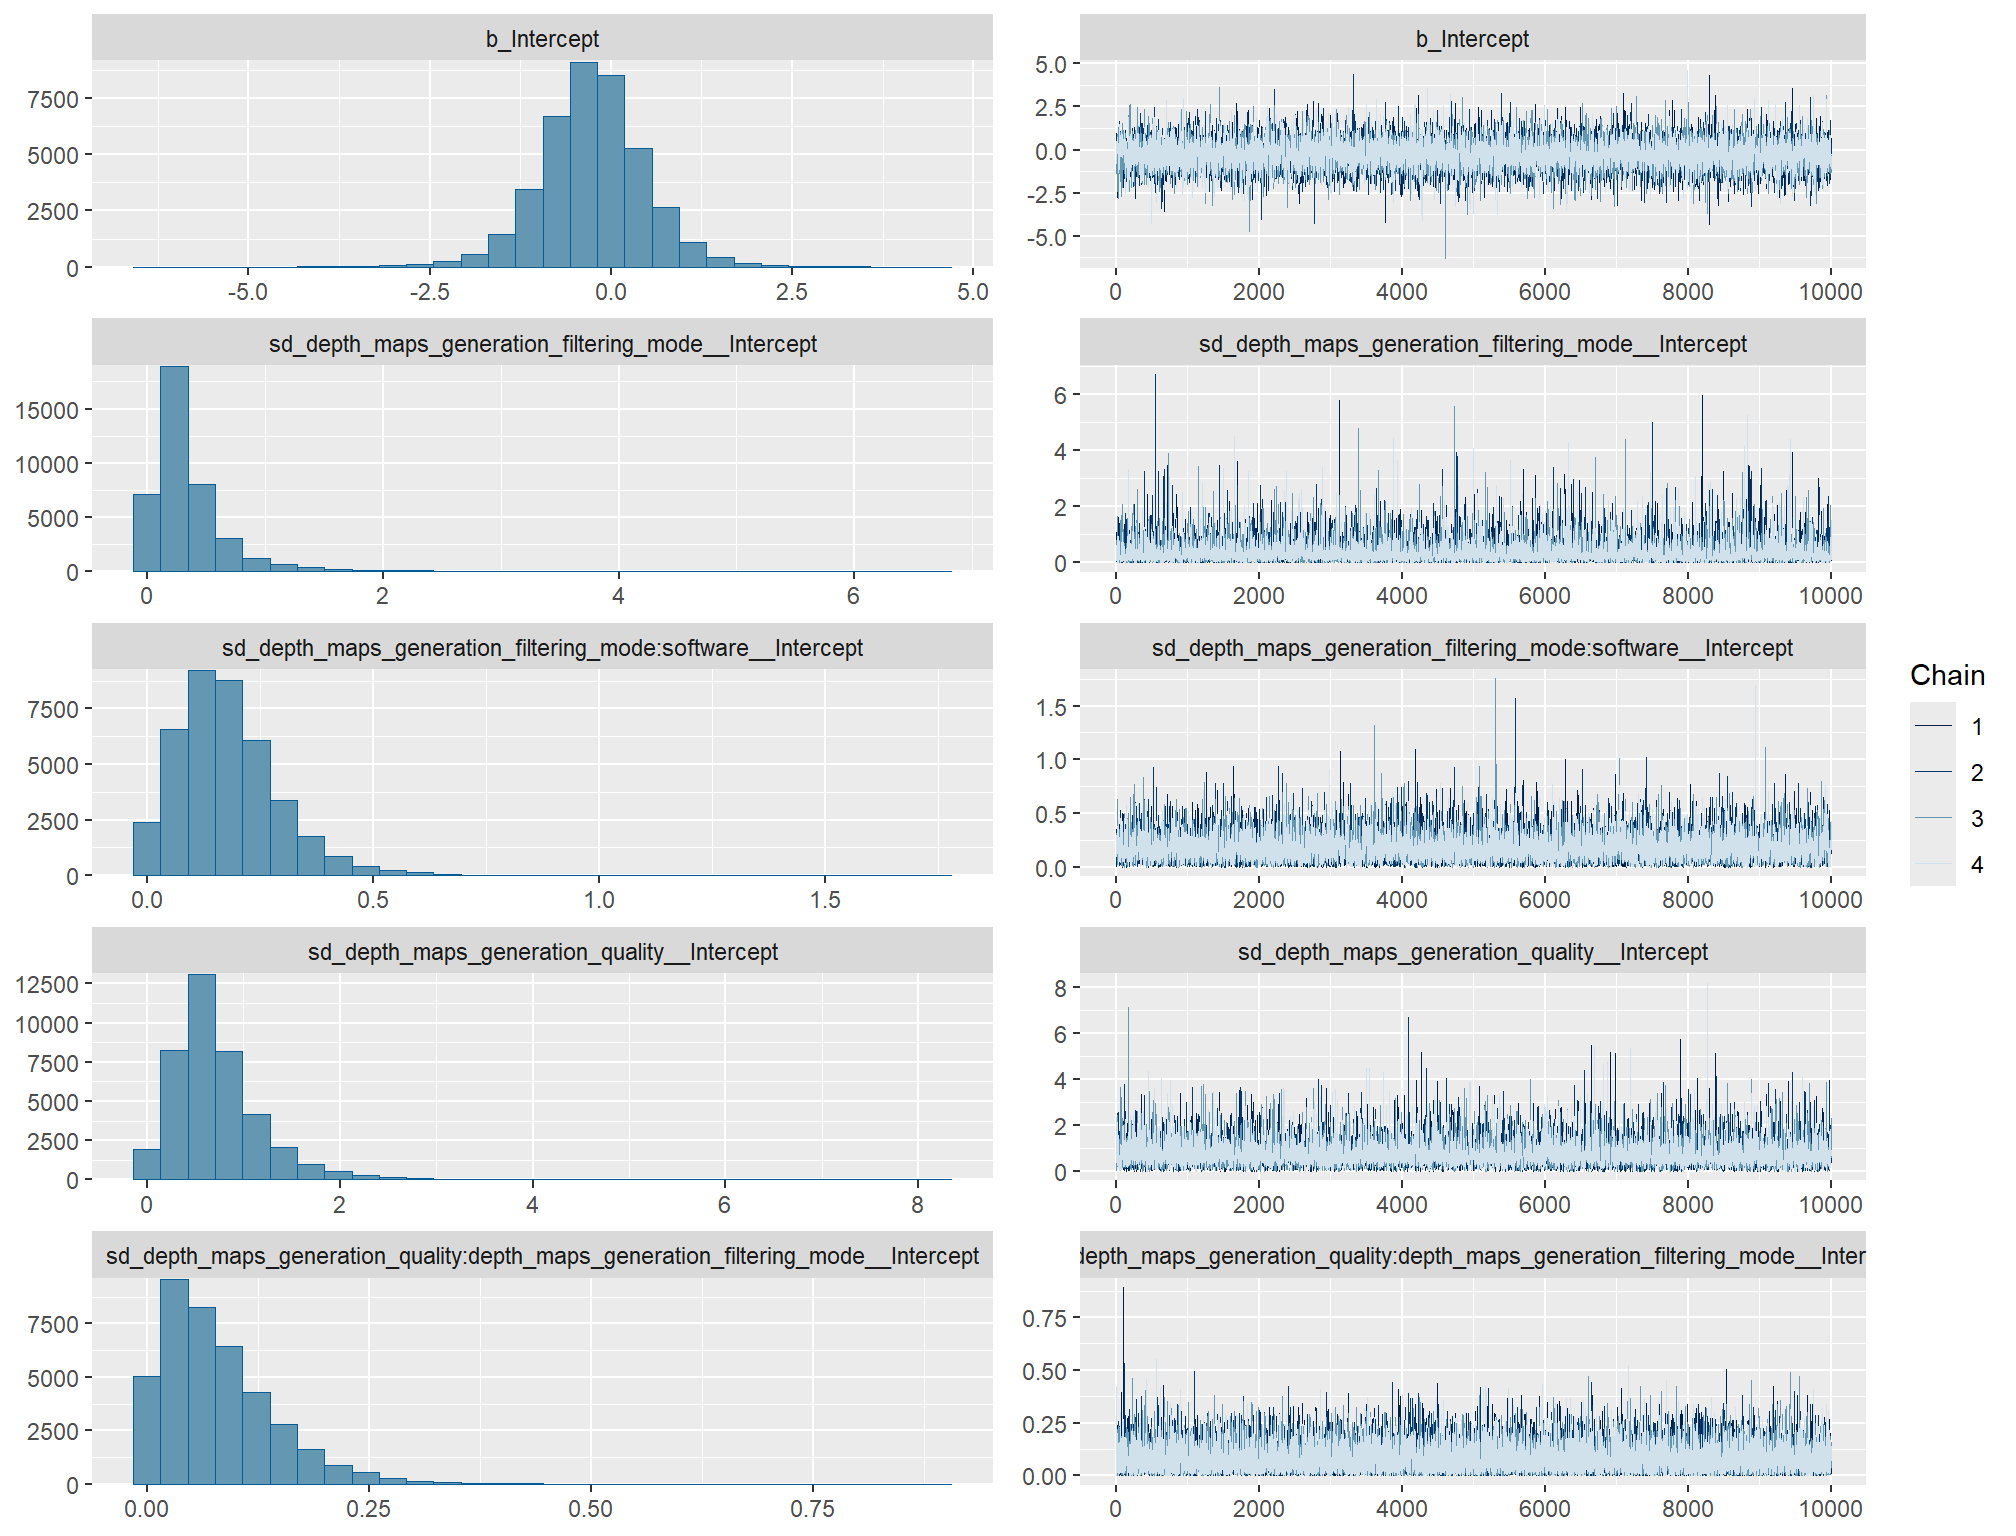 b_Intercept
7500
5000
2500
0
-5.0 -2.5 0.0 2.5 5.0
b_Intercept
5.0
2.5
0.0
-2.5
-5.0
0 2000 4000 6000 8000 10000
sd_depth_maps_generation_filtering_mode__Intercept
15000
10000
5000
0
0 2 4 6
sd_depth_maps_generation_filtering_mode__Intercept
6
4
2
0
0 2000 4000 6000 8000 10000
sd_depth_maps_generation_filtering_mode:software__Intercept
7500
5000
2500
0
0.0 0.5 1.0 1.5
sd_depth_maps_generation_filtering_mode:software__Intercept
1.5
1.0
0.5
0.0
0 2000 4000 6000 8000 10000
sd_depth_maps_generation_quality__Intercept
12500
10000
7500
5000
2500
0
0 2 4 6 8
sd_depth_maps_generation_quality__Intercept
8
6
4
2
0
0 2000 4000 6000 8000 10000
sd_depth_maps_generation_quality:depth_maps_generation_filtering_mode__Intercept
7500
5000
2500
0
0.00 0.25 0.50 0.75
depth_maps_generation_quality:depth_maps_generation_filtering_mode__Inter
0.75
0.50
0.25
0.00
0 2000 4000 6000 8000 10000
Chain
1
2
3
4